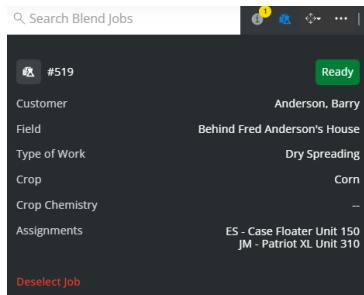 Search Blend Jobs
1
#519 Ready
Customer Anderson, Barry
Field Behind Fred Anderson's House
Type of Work Dry Spreading
Crop Corn
Crop Chemistry --
Assignments ES - Case Floater Unit 150
JM - Patriot XL Unit 310
Deselect Job